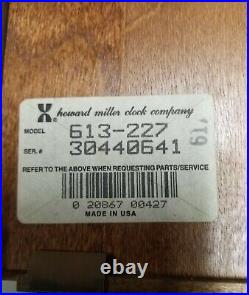 howard miller clock company
MODEL 613-227
SER. # 30440641
61
REFER TO THE ABOVE WHEN REQUESTING PARTS/SERVICE
0 20867 00427
MADE IN USA